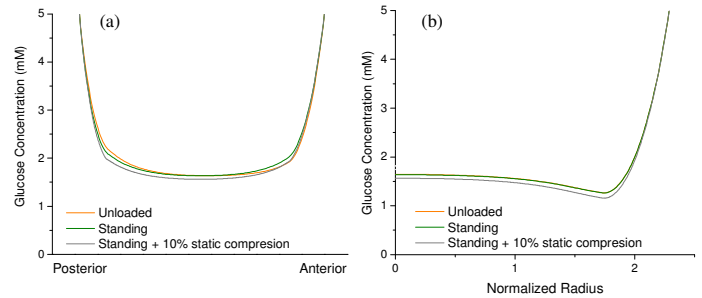 (a)
5
4
3
2
1
0
Glucose Concentration (mM)
Unloaded
Standing
Standing + 10% static compresion
Posterior
Anterior
(b)
5
4
3
2
1
0
Glucose Concentration (mM)
Unloaded
Standing
Standing + 10% static compresion
0
1
2
Normalized Radius